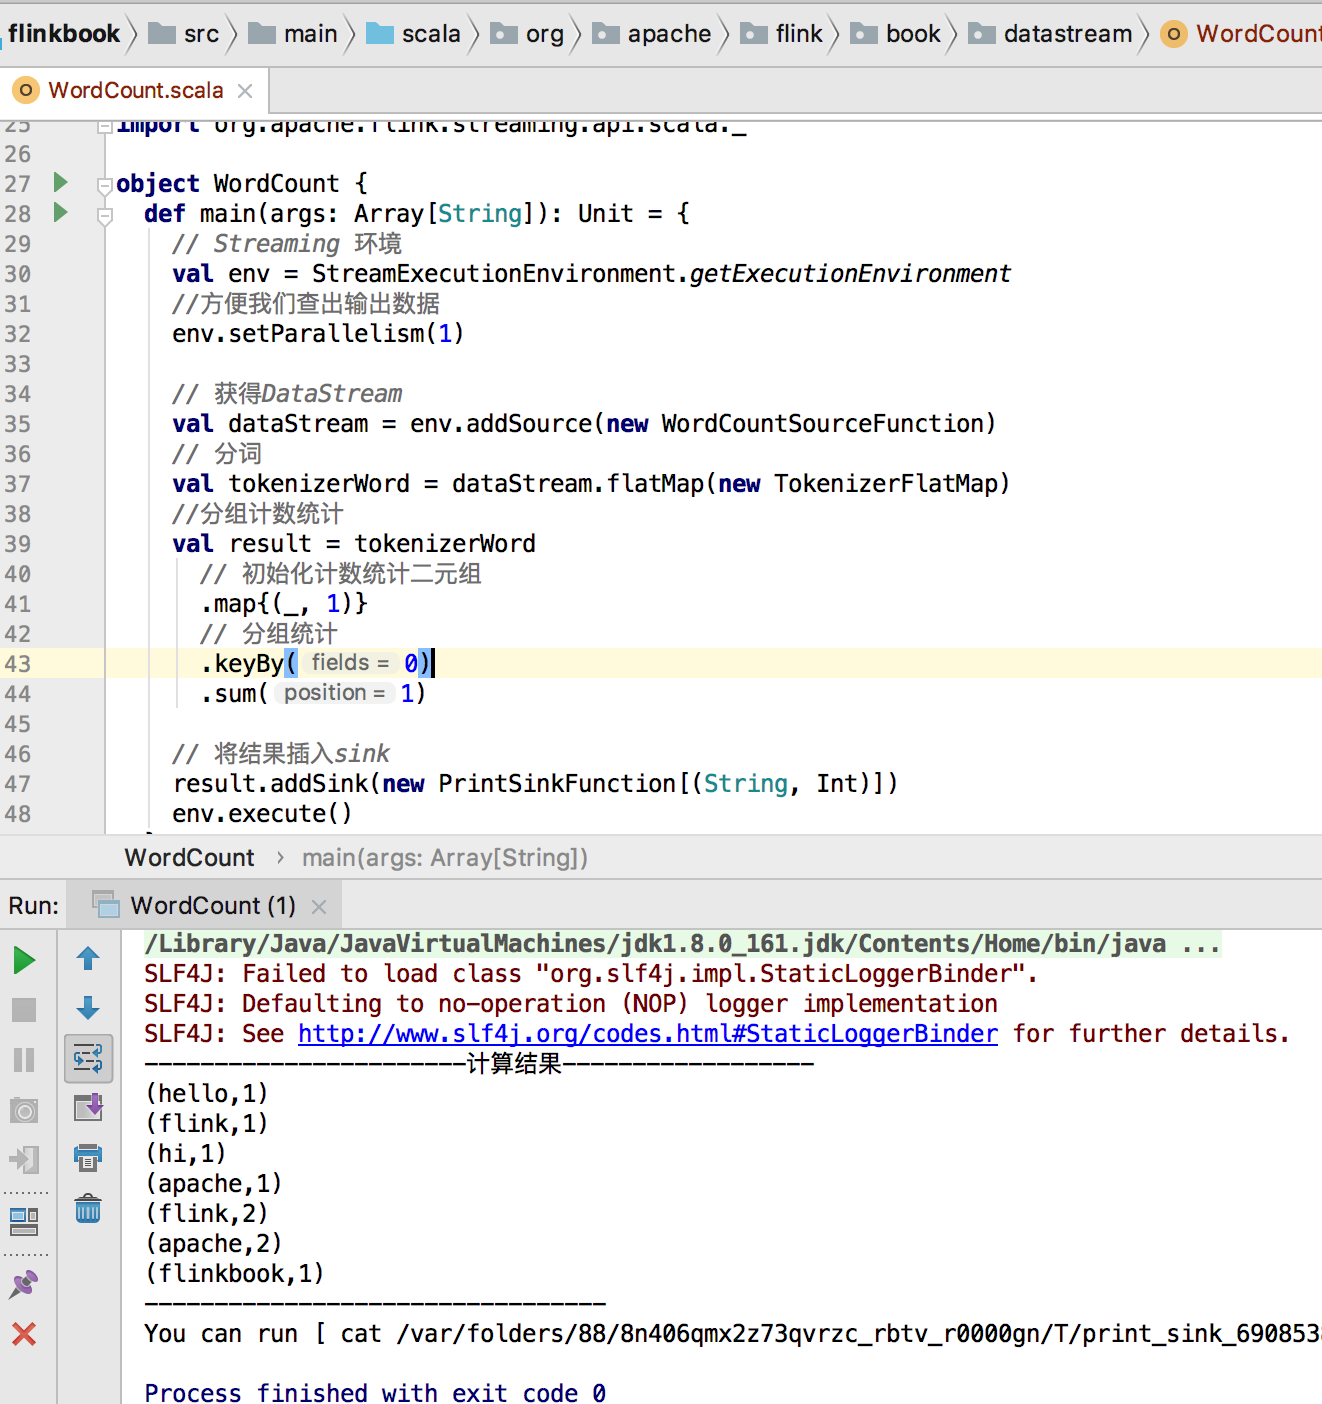 flinkbook src main scala org apache flink book datastream WordCount
WordCount.scala
25 import org.apache.flink.streaming.api.scala._
26
27 object WordCount {
28 def main(args: Array[String]): Unit = {
29 // Streaming 环境
30 val env = StreamExecutionEnvironment.getExecutionEnvironment
31 //方便我们查出输出数据
32 env.setParallelism(1)
33
34 // 获得DataStream
35 val dataStream = env.addSource(new WordCountSourceFunction)
36 // 分词
37 val tokenizerWord = dataStream.flatMap(new TokenizerFlatMap)
38 //分组计数统计
39 val result = tokenizerWord
40 // 初始化计数统计二元组
41 .map{(_, 1)}
42 // 分组统计
43 .keyBy( fields = 0)
44 .sum( position = 1)
45
46 // 将结果插入sink
47 result.addSink(new PrintSinkFunction[(String, Int)])
48 env.execute()
WordCount › main(args: Array[String])
Run: WordCount (1)
/Library/Java/JavaVirtualMachines/jdk1.8.0_161.jdk/Contents/Home/bin/java ...
SLF4J: Failed to load class "org.slf4j.impl.StaticLoggerBinder".
SLF4J: Defaulting to no-operation (NOP) logger implementation
SLF4J: See http://www.slf4j.org/codes.html#StaticLoggerBinder for further details.
-----------------------计算结果------------------
(hello,1)
(flink,1)
(hi,1)
(apache,1)
(flink,2)
(apache,2)
(flinkbook,1)
---------------------------------
You can run [ cat /var/folders/88/8n406qmx2z73qvrzc_rbtv_r0000gn/T/print_sink_690853
Process finished with exit code 0